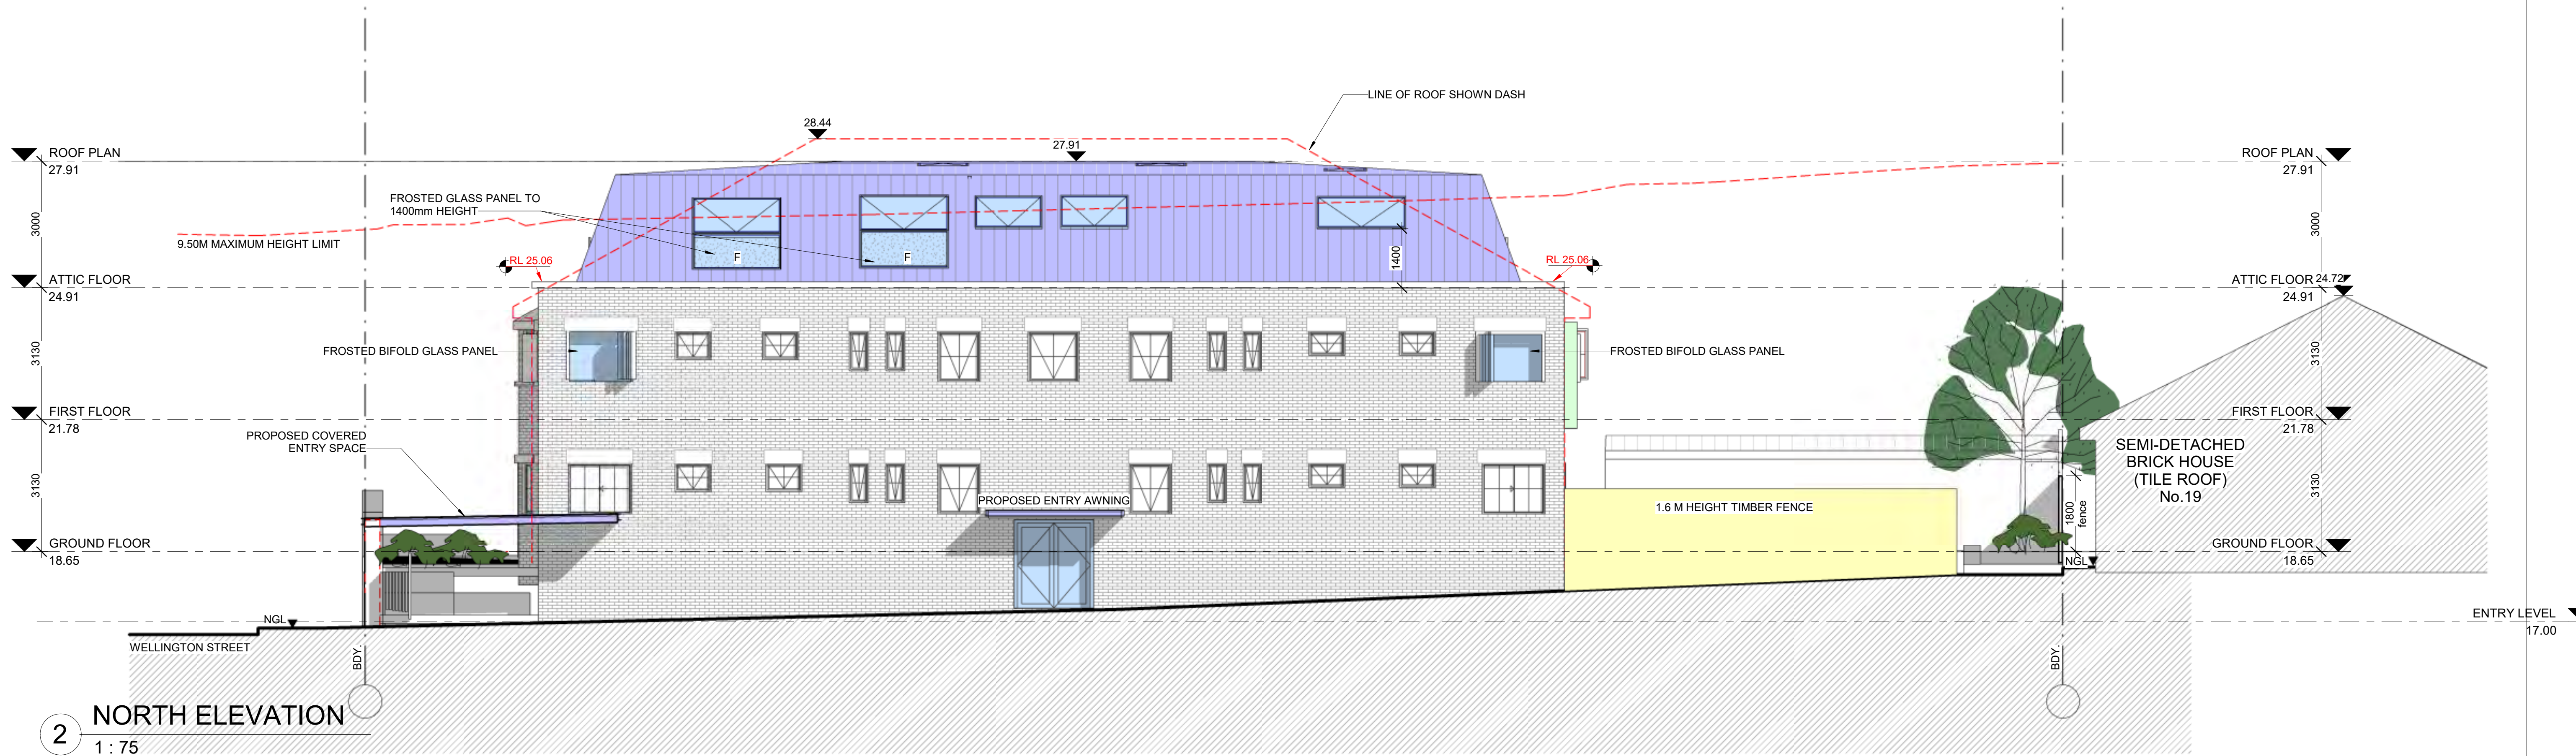 LINE OF ROOF SHOWN DASH
28.44
27.91
ROOF PLAN
27.91
ROOF PLAN
27.91
FROSTED GLASS PANEL TO
1400mm HEIGHT
3000
3000
9.50M MAXIMUM HEIGHT LIMIT
F
F
1400
RL 25.06
RL 25.06
ATTIC FLOOR
24.91
ATTIC FLOOR
24.91
24.72
3130
3130
FROSTED BIFOLD GLASS PANEL
FROSTED BIFOLD GLASS PANEL
FIRST FLOOR
21.78
FIRST FLOOR
21.78
PROPOSED COVERED
ENTRY SPACE
SEMI-DETACHED
BRICK HOUSE
(TILE ROOF)
No.19
3130
3130
PROPOSED ENTRY AWNING
1.6 M HEIGHT TIMBER FENCE
1800
fence
GROUND FLOOR
18.65
GROUND FLOOR
18.65
NGL
NGL
ENTRY LEVEL
17.00
WELLINGTON STREET
BDY.
BDY.
2
NORTH ELEVATION
1 : 75